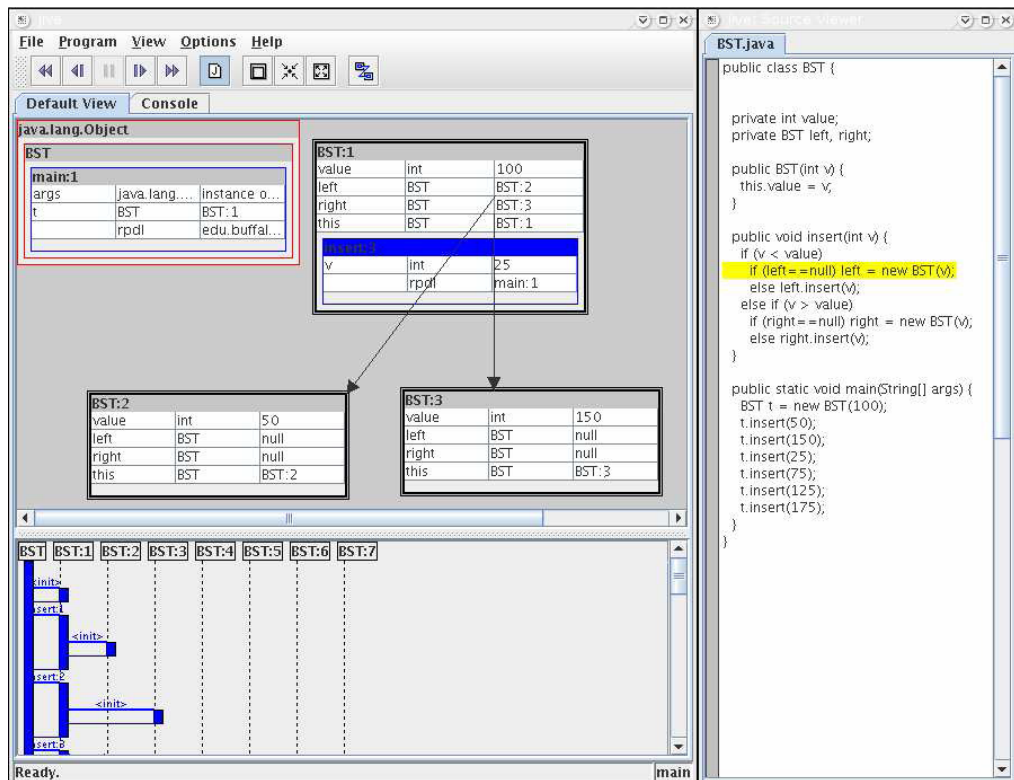 jive
File Program View Options Help
Default View Console
java.lang.Object
BST
main:1
args java.lang.... instance o...
t BST BST:1
rpdl edu.buffal...
BST:1
value int 100
left BST BST:2
right BST BST:3
this BST BST:1
insert:3
v int 25
rpdl main:1
BST:2
value int 50
left BST null
right BST null
this BST BST:2
BST:3
value int 150
left BST null
right BST null
this BST BST:3
BST BST:1 BST:2 BST:3 BST:4 BST:5 BST:6 BST:7
<init>
nsert:1
<init>
nsert:2
<init>
nsert:3
Ready. main
jive: Source Viewer
BST.java
public class BST {
private int value;
private BST left, right;
public BST(int v) {
this.value = v;
}
public void insert(int v) {
if (v < value)
if (left==null) left = new BST(v);
else left.insert(v);
else if (v > value)
if (right==null) right = new BST(v);
else right.insert(v);
}
public static void main(String[] args) {
BST t = new BST(100);
t.insert(50);
t.insert(150);
t.insert(25);
t.insert(75);
t.insert(125);
t.insert(175);
}
}